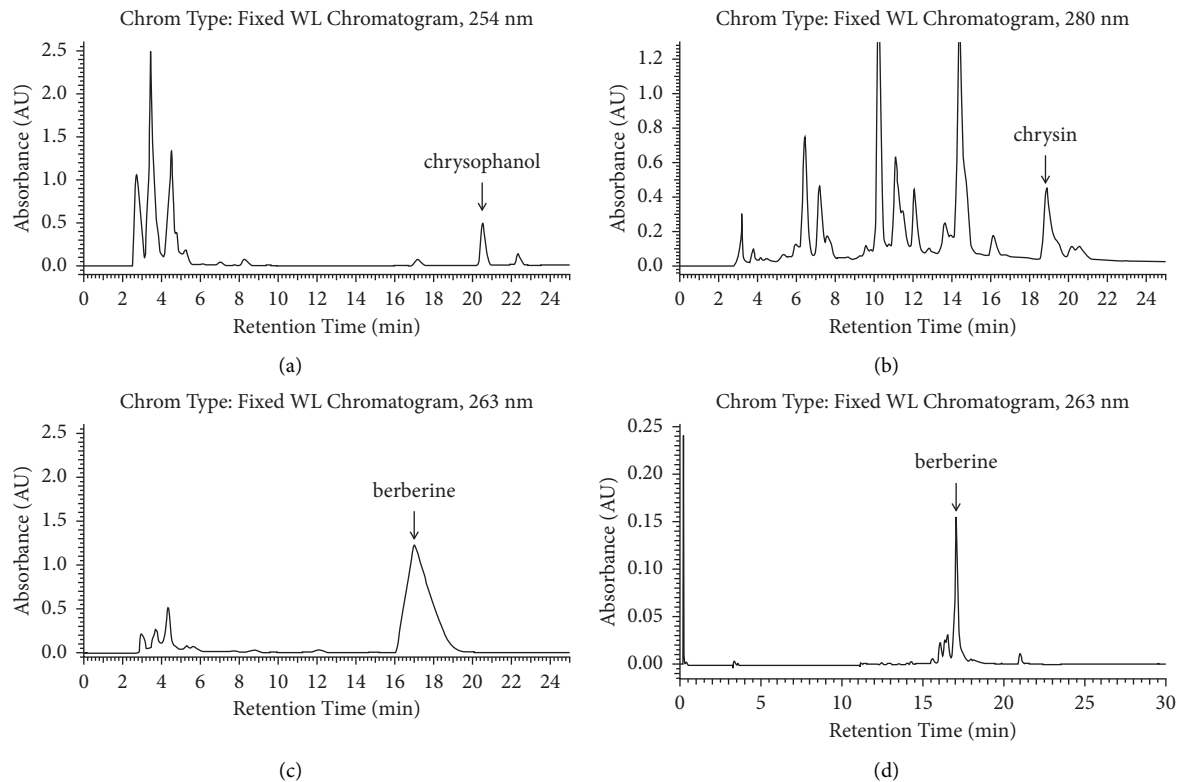 Chrom Type: Fixed WL Chromatogram, 254 nm
2.5
2.0
1.5
1.0
0.5
0.0
Absorbance (AU)
chrysophanol
0 2 4 6 8 10 12 14 16 18 20 22 24
Retention Time (min)
(a)
Chrom Type: Fixed WL Chromatogram, 280 nm
1.2
1.0
0.8
0.6
0.4
0.2
0.0
Absorbance (AU)
chrysin
0 2 4 6 8 10 12 14 16 18 20 22 24
Retention Time (min)
(b)
Chrom Type: Fixed WL Chromatogram, 263 nm
2.5
2.0
1.5
1.0
0.5
0.0
Absorbance (AU)
berberine
0 2 4 6 8 10 12 14 16 18 20 22 24
Retention Time (min)
(c)
Chrom Type: Fixed WL Chromatogram, 263 nm
0.25
0.20
0.15
0.10
0.05
0.00
Absorbance (AU)
berberine
0 5 10 15 20 25 30
Retention Time (min)
(d)